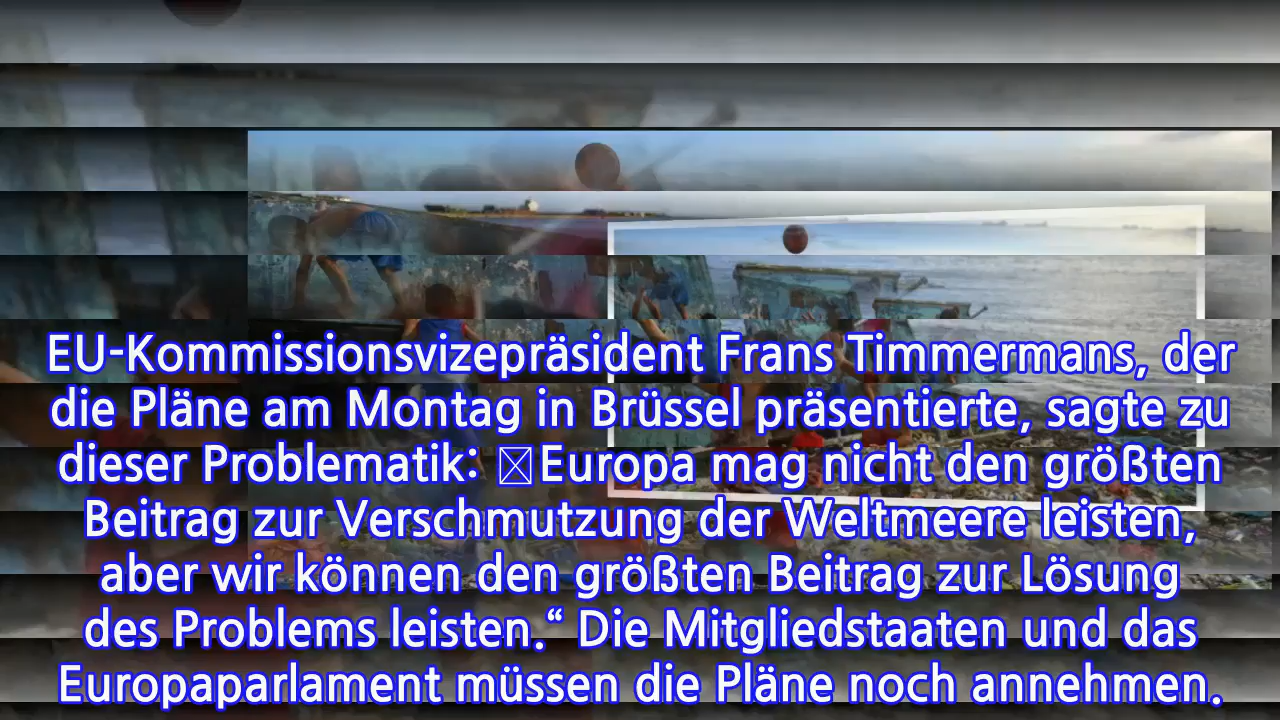 EU-Kommissionsvizepräsident Frans Timmermans, der
die Pläne am Montag in Brüssel präsentierte, sagte zu
dieser Problematik: Europa mag nicht den größten
Beitrag zur Verschmutzung der Weltmeere leisten,
aber wir können den größten Beitrag zur Lösung
des Problems leisten.“ Die Mitgliedstaaten und das
Europaparlament müssen die Pläne noch annehmen.